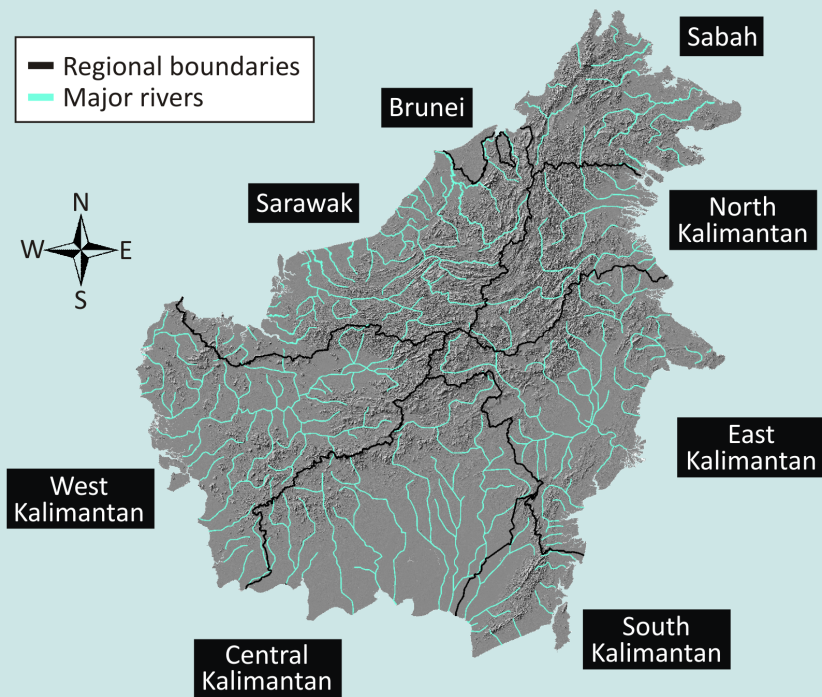 Regional boundaries
Major rivers
Sabah
Brunei
Sarawak
North
Kalimantan
N
W
E
S
East
Kalimantan
West
Kalimantan
South
Kalimantan
Central
Kalimantan